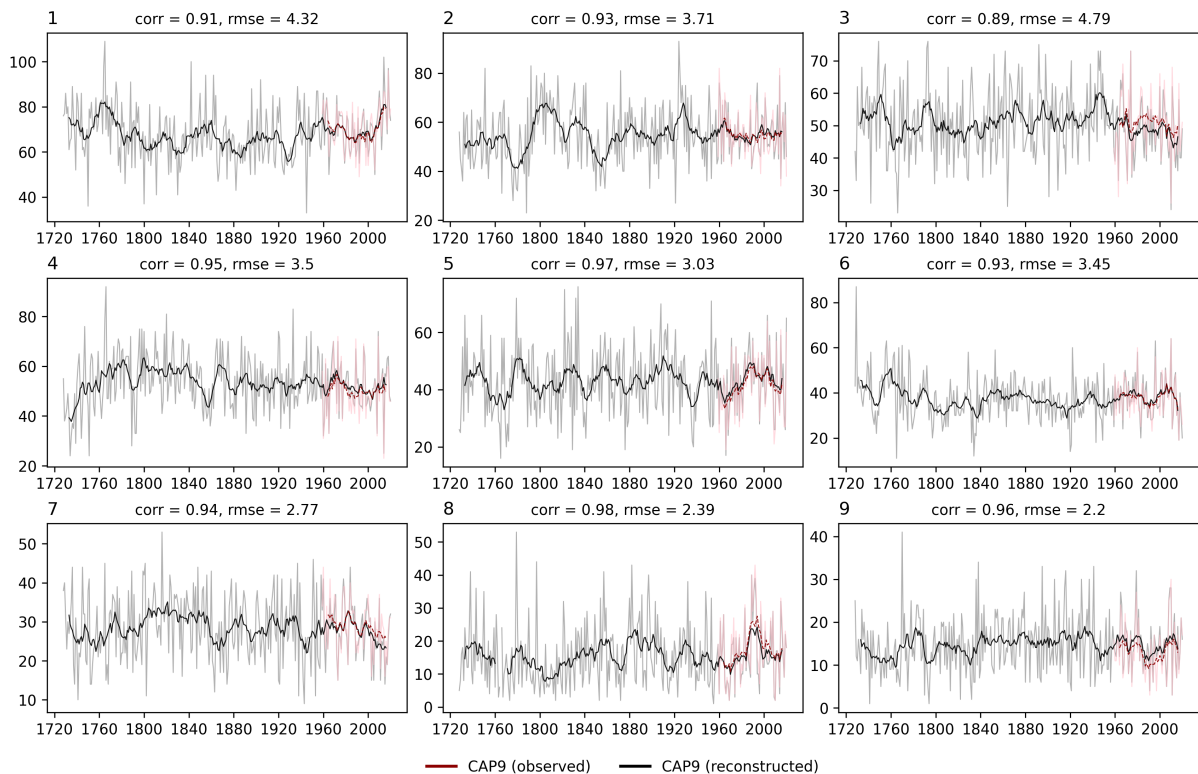 1 corr = 0.91, rmse = 4.32
100
80
60
40
1720 1760 1800 1840 1880 1920 1960 2000
2 corr = 0.93, rmse = 3.71
80
60
40
20
1720 1760 1800 1840 1880 1920 1960 2000
3 corr = 0.89, rmse = 4.79
70
60
50
40
30
1720 1760 1800 1840 1880 1920 1960 2000
4 corr = 0.95, rmse = 3.5
80
60
40
20
1720 1760 1800 1840 1880 1920 1960 2000
5 corr = 0.97, rmse = 3.03
60
40
20
1720 1760 1800 1840 1880 1920 1960 2000
6 corr = 0.93, rmse = 3.45
80
60
40
20
1720 1760 1800 1840 1880 1920 1960 2000
7 corr = 0.94, rmse = 2.77
50
40
30
20
10
1720 1760 1800 1840 1880 1920 1960 2000
8 corr = 0.98, rmse = 2.39
50
40
30
20
10
0
1720 1760 1800 1840 1880 1920 1960 2000
9 corr = 0.96, rmse = 2.2
40
30
20
10
0
1720 1760 1800 1840 1880 1920 1960 2000
CAP9 (observed) CAP9 (reconstructed)